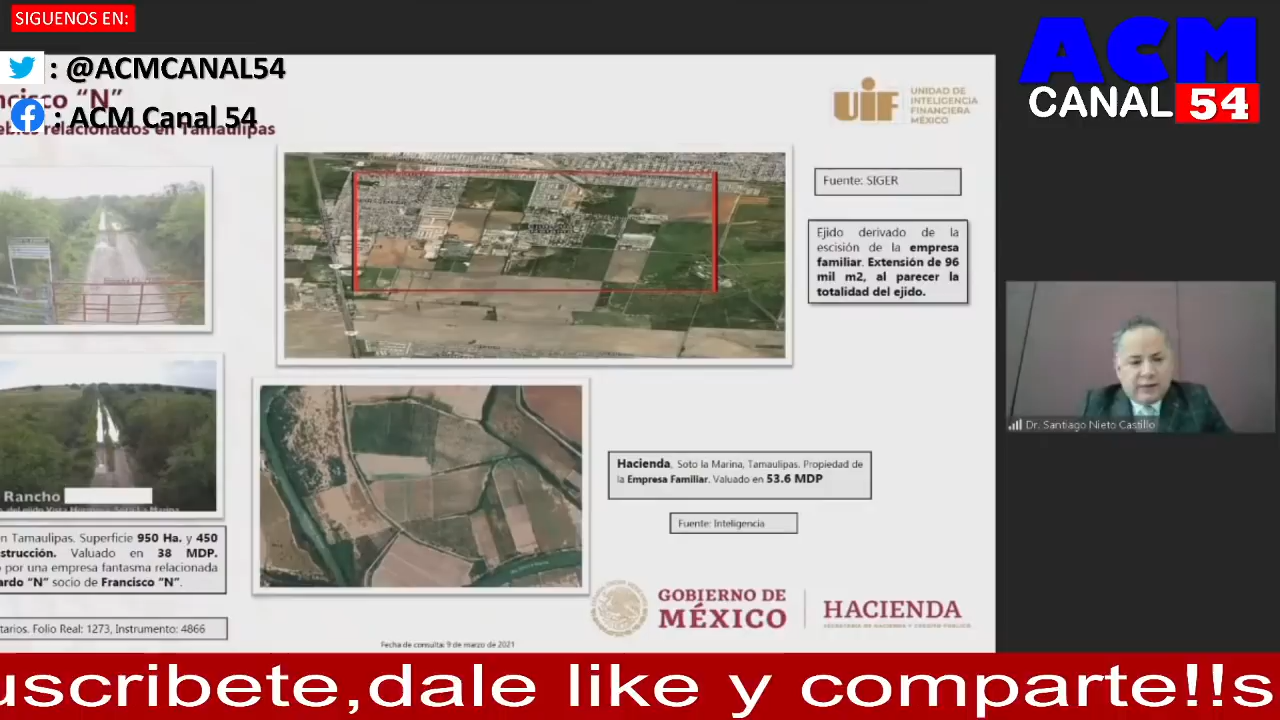 SIGUENOS EN:
: @ACMCANAL54
ncisco "N"
: ACM Canal 54
relacionados en Tamaulipas
UIF
UNIDAD DE
INTELIGENCIA
FINANCIERA
MÉXICO
ACM
CANAL 54
Fuente: SIGER
Ejido derivado de la
escisión de la empresa
familiar. Extensión de 96
mil m2, al parecer la
totalidad del ejido.
Dr. Santiago Nieto Castillo
Rancho
Hacienda, Soto la Marina, Tamaulipas. Propiedad de
la Empresa Familiar. Valuado en 53.6 MDP
Fuente: Inteligencia
n Tamaulipas. Superficie 950 Ha. y 450
strucción. Valuado en 38 MDP.
por una empresa fantasma relacionada
ardo "N" socio de Francisco "N".
tarios. Folio Real: 1273, Instrumento: 4866
GOBIERNO DE
MÉXICO
HACIENDA
SECRETARÍA DE HACIENDA Y CRÉDITO PÚBLICO
Fecha de consulta: 9 de marzo de 2021
uscribete,dale like y comparte!!s